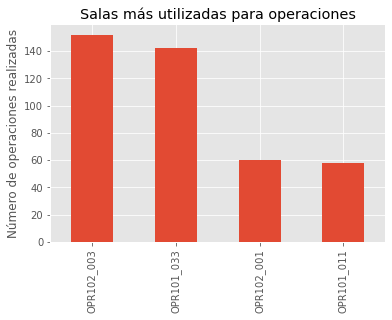 Salas más utilizadas para operaciones
Número de operaciones realizadas
140
120
100
80
60
40
20
0
OPR102_003
OPR101_033
OPR102_001
OPR101_011